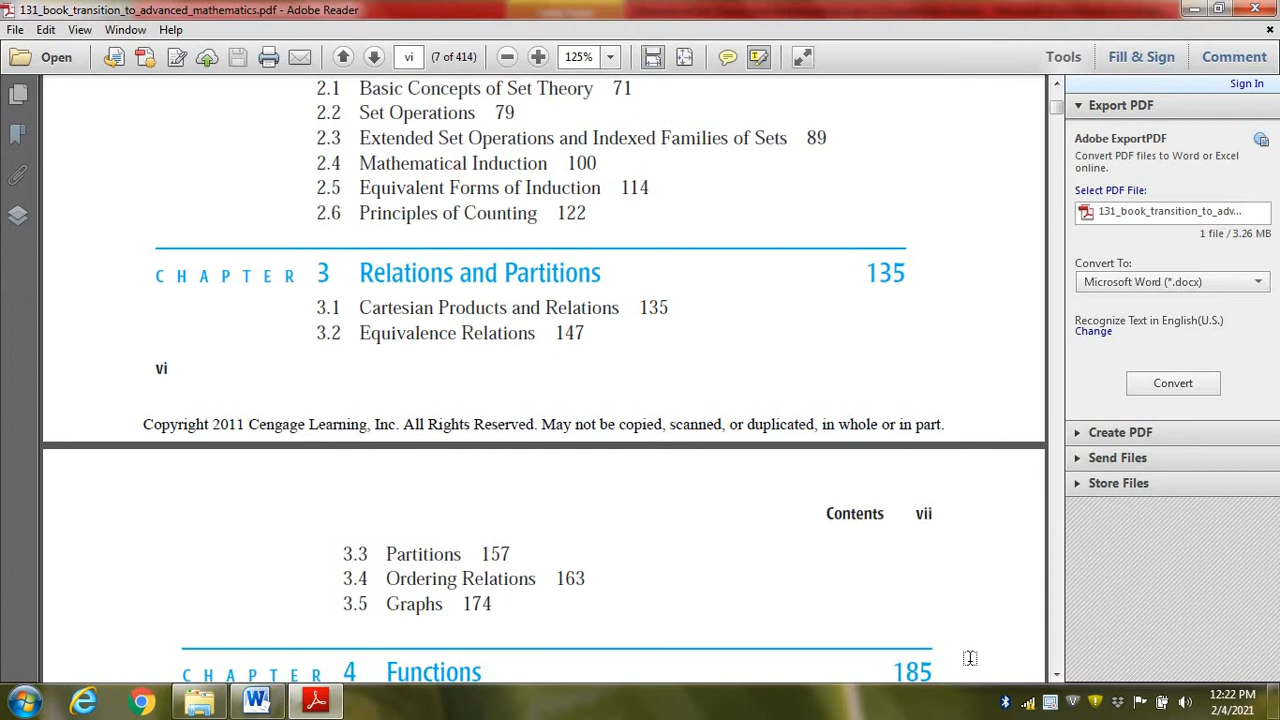 131_book_transition_to_advanced_mathematics.pdf - Adobe Reader
File Edit View Window Help
Open vi (7 of 414) 125% Tools Fill & Sign Comment
Sign In
2.1 Basic Concepts of Set Theory 71
2.2 Set Operations 79
2.3 Extended Set Operations and Indexed Families of Sets 89
2.4 Mathematical Induction 100
2.5 Equivalent Forms of Induction 114
2.6 Principles of Counting 122
CHAPTER 3 Relations and Partitions 135
3.1 Cartesian Products and Relations 135
3.2 Equivalence Relations 147
vi
Copyright 2011 Cengage Learning, Inc. All Rights Reserved. May not be copied, scanned, or duplicated, in whole or in part.
Contents vii
3.3 Partitions 157
3.4 Ordering Relations 163
3.5 Graphs 174
CHAPTER 4 Functions 185
Export PDF
Adobe ExportPDF
Convert PDF files to Word or Excel
online.
Select PDF File:
131_book_transition_to_adv...
1 file / 3.26 MB
Convert To:
Microsoft Word (*.docx)
Recognize Text in English(U.S.)
Change
Convert
Create PDF
Send Files
Store Files
12:22 PM
2/4/2021